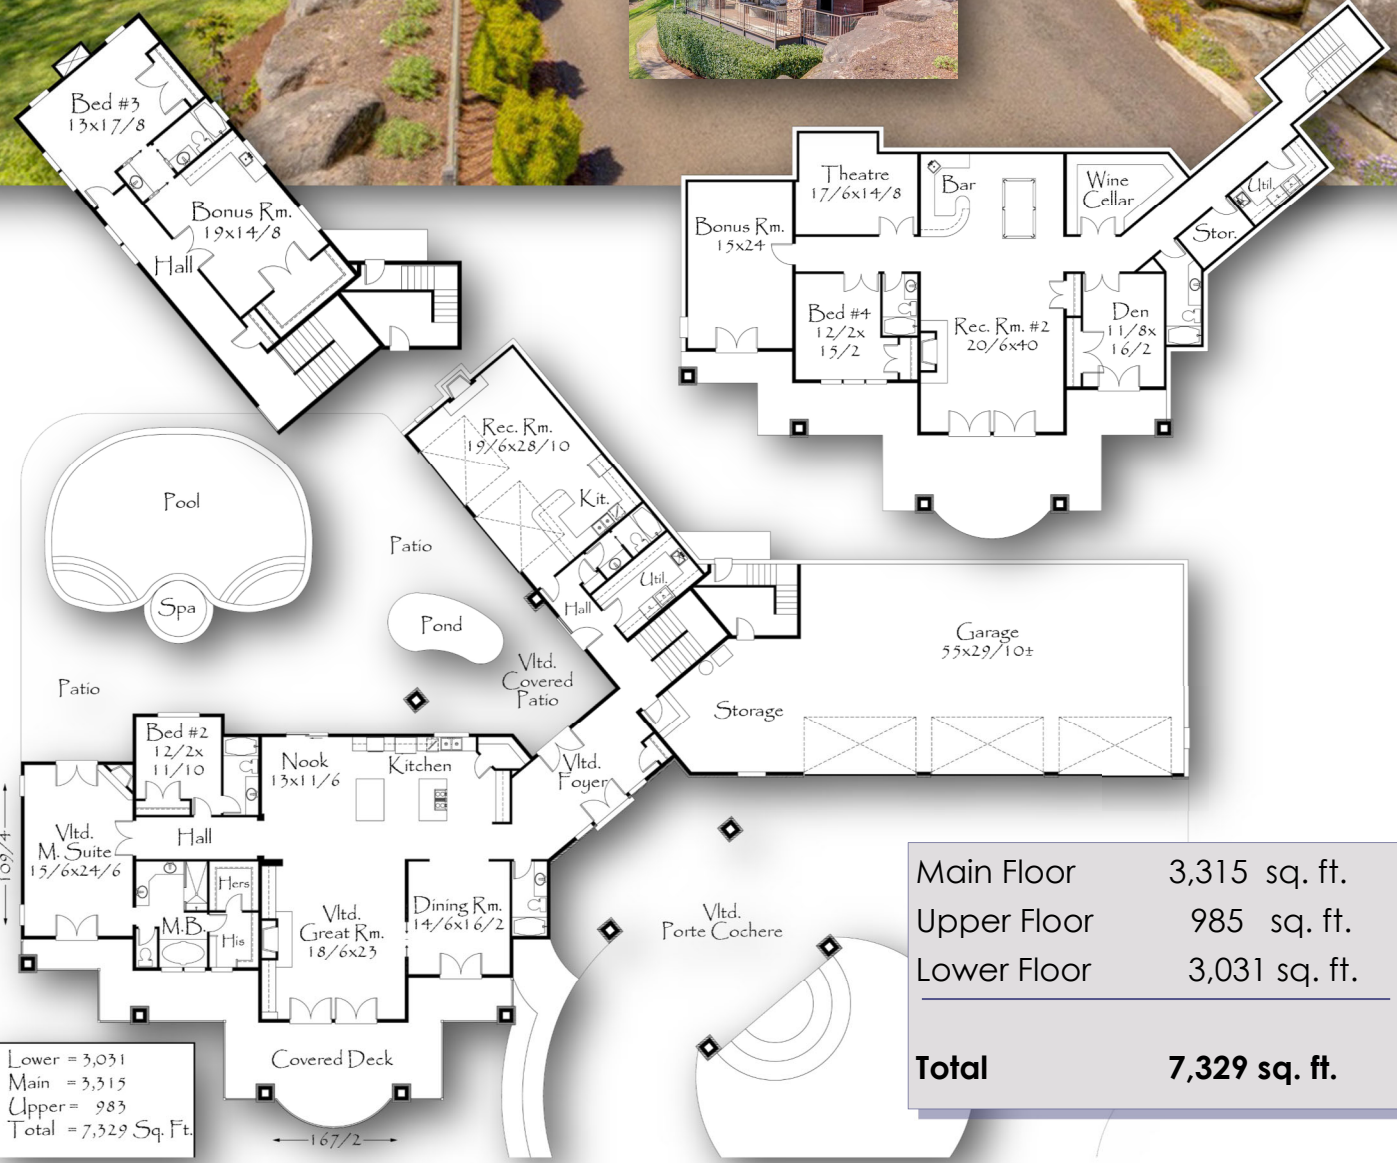 Bed #3
13x17/8
Bonus Rm.
19x14/8
Hall
Theatre
17/6x14/8
Bar
Wine
Cellar
Util.
Stor.
Bonus Rm.
15x24
Bed #4
12/2x
15/2
Rec. Rm. #2
20/6x40
Den
11/8x
16/2
Rec. Rm.
19/6x28/10
Kit.
Util.
Hall
Pool
Spa
Patio
Pond
Patio
Vltd.
Covered
Patio
Garage
55x29/10±
Storage
Vltd.
Foyer
Bed #2
12/2x
11/10
Nook
13x11/6
Kitchen
Hall
Vltd.
M. Suite
15/6x24/6
109/4
Hers
His
M.B.
Vltd.
Great Rm.
18/6x23
Dining Rm.
14/6x16/2
Vltd.
Porte Cochere
Covered Deck
167/2
Lower = 3,031
Main = 3,315
Upper = 983
Total = 7,329 Sq. Ft.
Main Floor 3,315 sq. ft.
Upper Floor 985 sq. ft.
Lower Floor 3,031 sq. ft.
Total 7,329 sq. ft.